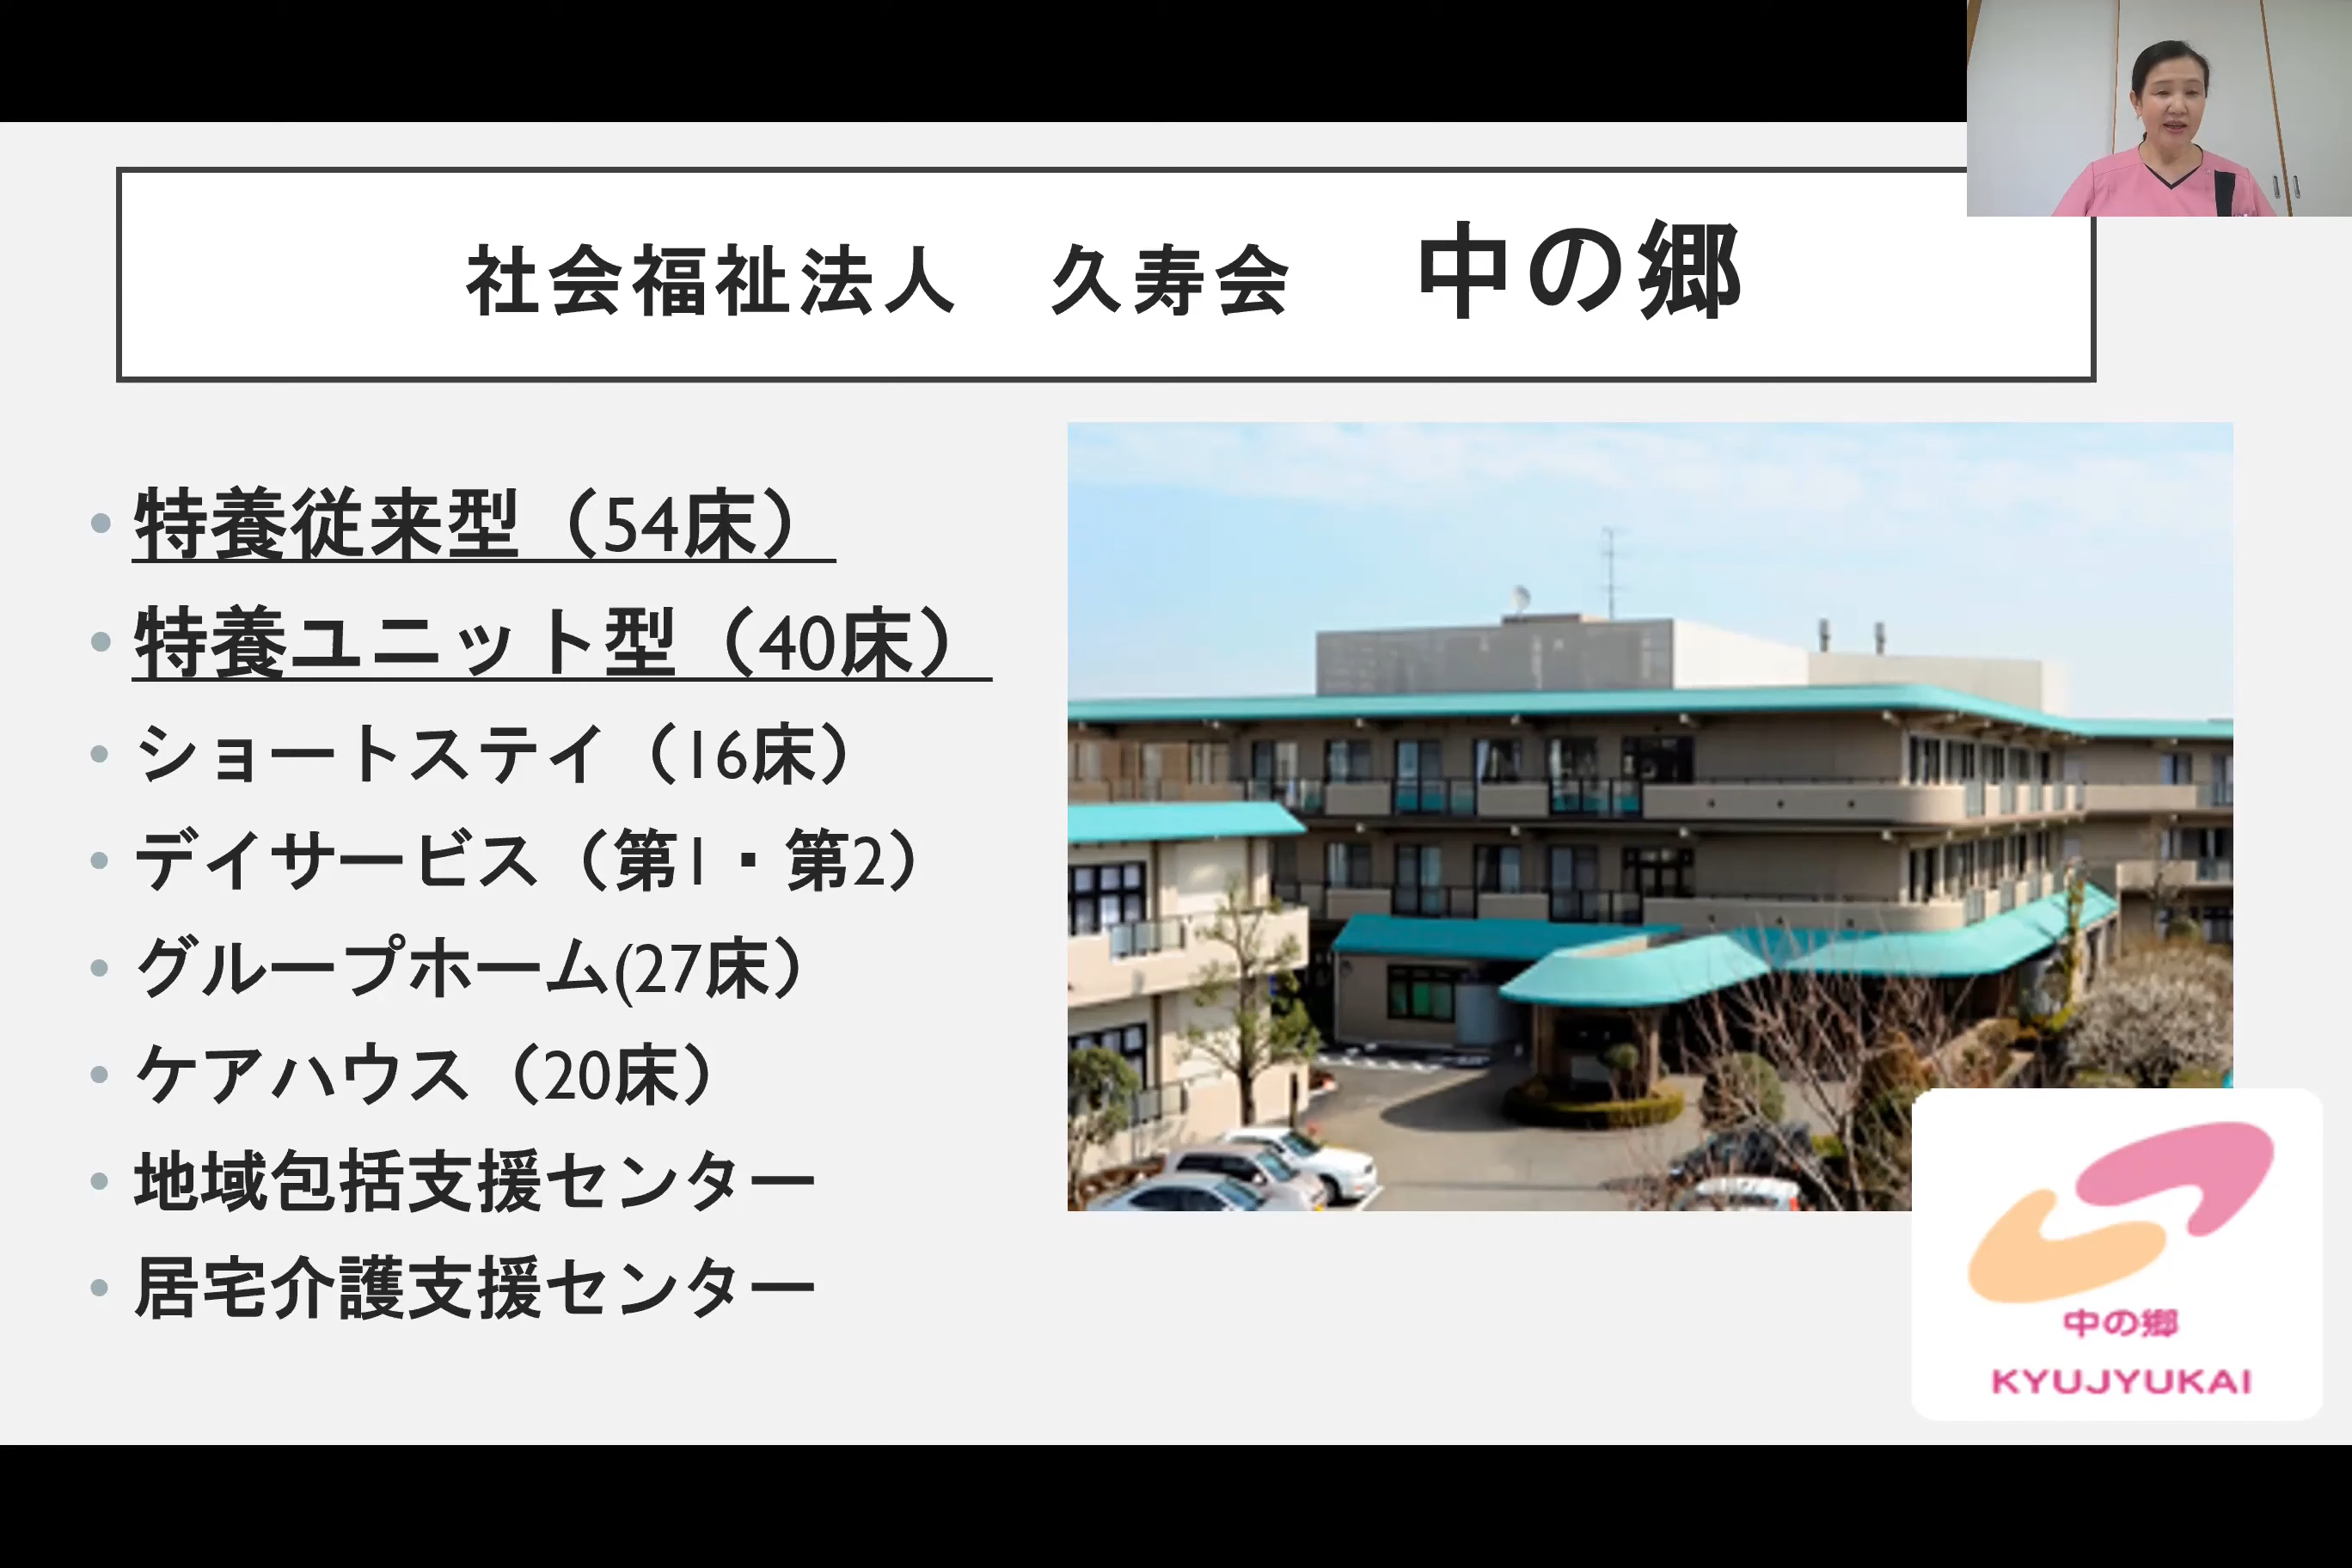 社会福祉法人　久寿会　中の郷
・特養従来型（54床）
・特養ユニット型（40床）
・ショートステイ（16床）
・デイサービス（第1・第2）
・グループホーム(27床）
・ケアハウス（20床）
・地域包括支援センター
・居宅介護支援センター
中の郷
KYUJYUKAI